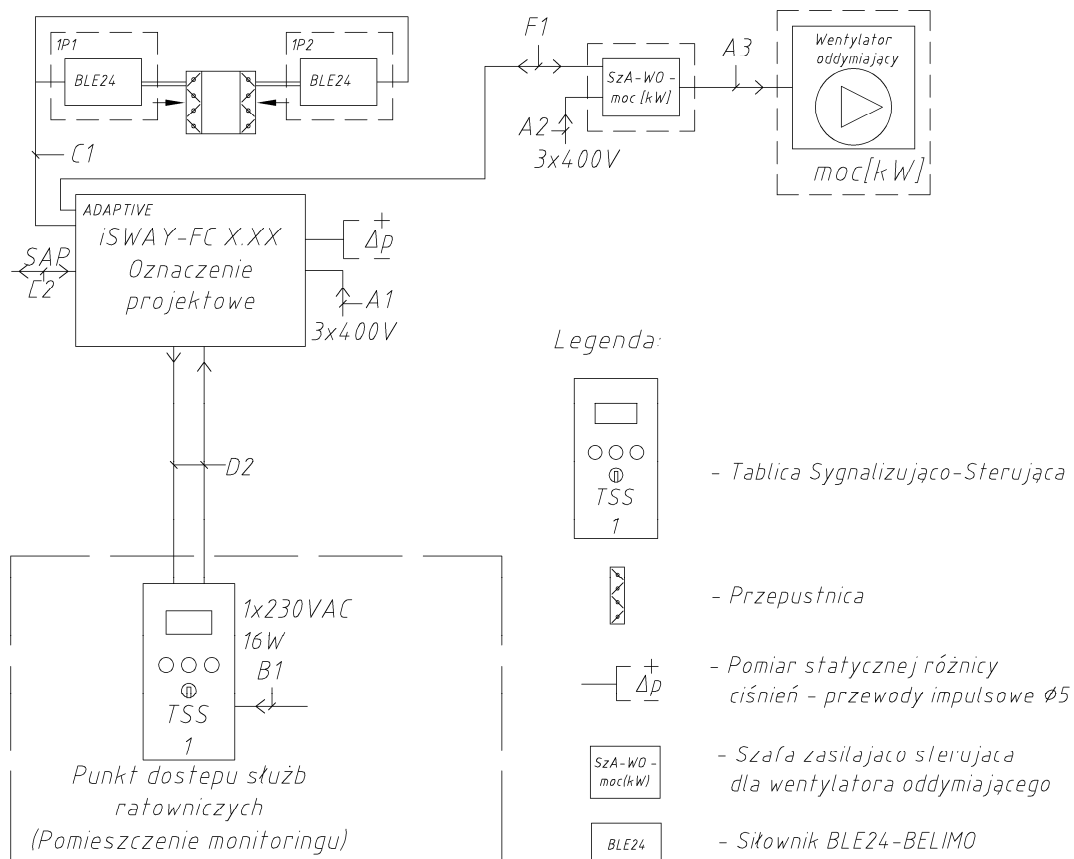 1P1
BLE24
1P2
BLE24
F1
SzA-WO -
moc [kW]
A2
3x400V
A3
Wentylator
oddymiający
moc[kW]
C1
ADAPTIVE
iSWAY-FC X.XX
Oznaczenie
projektowe
SAP
C2
+
Δp
-
A1
3x400V
D2
1x230VAC
16W
B1
TSS
1
Punkt dostepu służb
ratowniczych
(Pomieszczenie monitoringu)
Legenda:
TSS
1
- Tablica Sygnalizująco-Sterująca
- Przepustnica
+
Δp
-
- Pomiar statycznej różnicy
ciśnień - przewody impulsowe Ø5
SzA-WO -
moc(kW)
- Szafa zasilająco sterująca
dla wentylatora oddymiającego
BLE24
- Siłownik BLE24-BELIMO